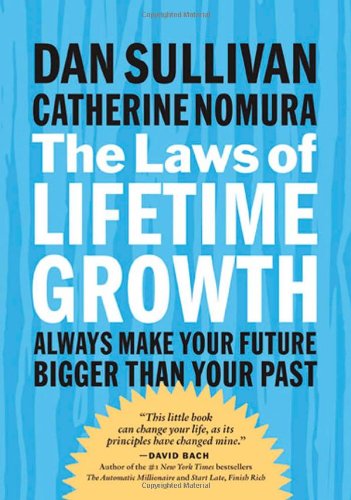 DAN SULLIVAN
CATHERINE NOMURA
The Laws of
LIFETIME
GROWTH
ALWAYS MAKE YOUR FUTURE
BIGGER THAN YOUR PAST
“This little book
can change your life, as its
principles have changed mine.”
—DAVID BACH
Author of the #1 New York Times bestsellers
The Automatic Millionaire and Start Late, Finish Rich
Copyrighted Material